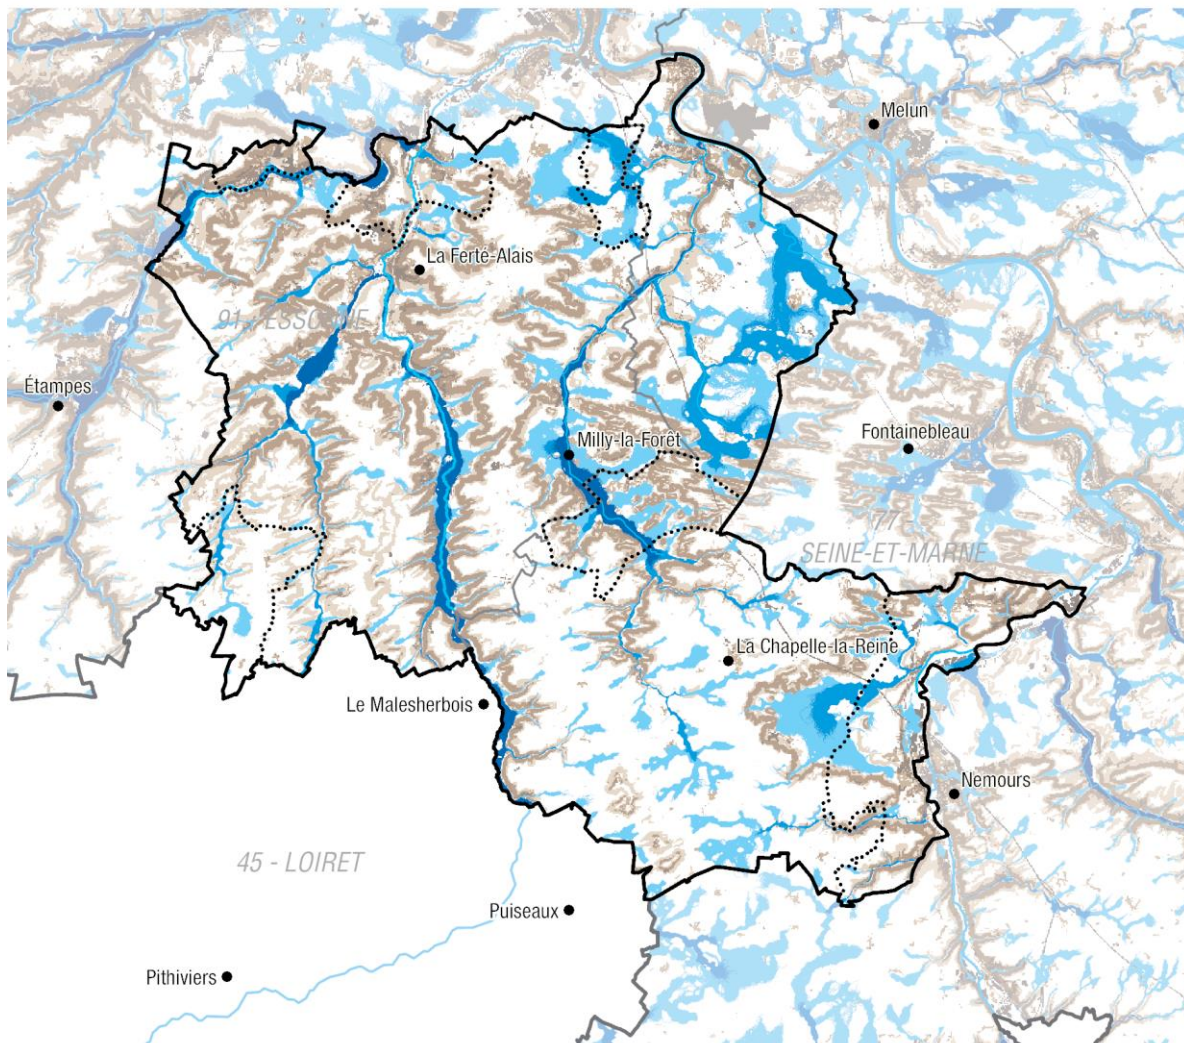 Melun
La Ferté-Alais
91 - ESSONNE
Étampes
Milly-la-Forêt
Fontainebleau
77
SEINE-ET-MARNE
La Chapelle-la-Reine
Le Malesherbois
Nemours
45 - LOIRET
Puiseaux
Pithiviers